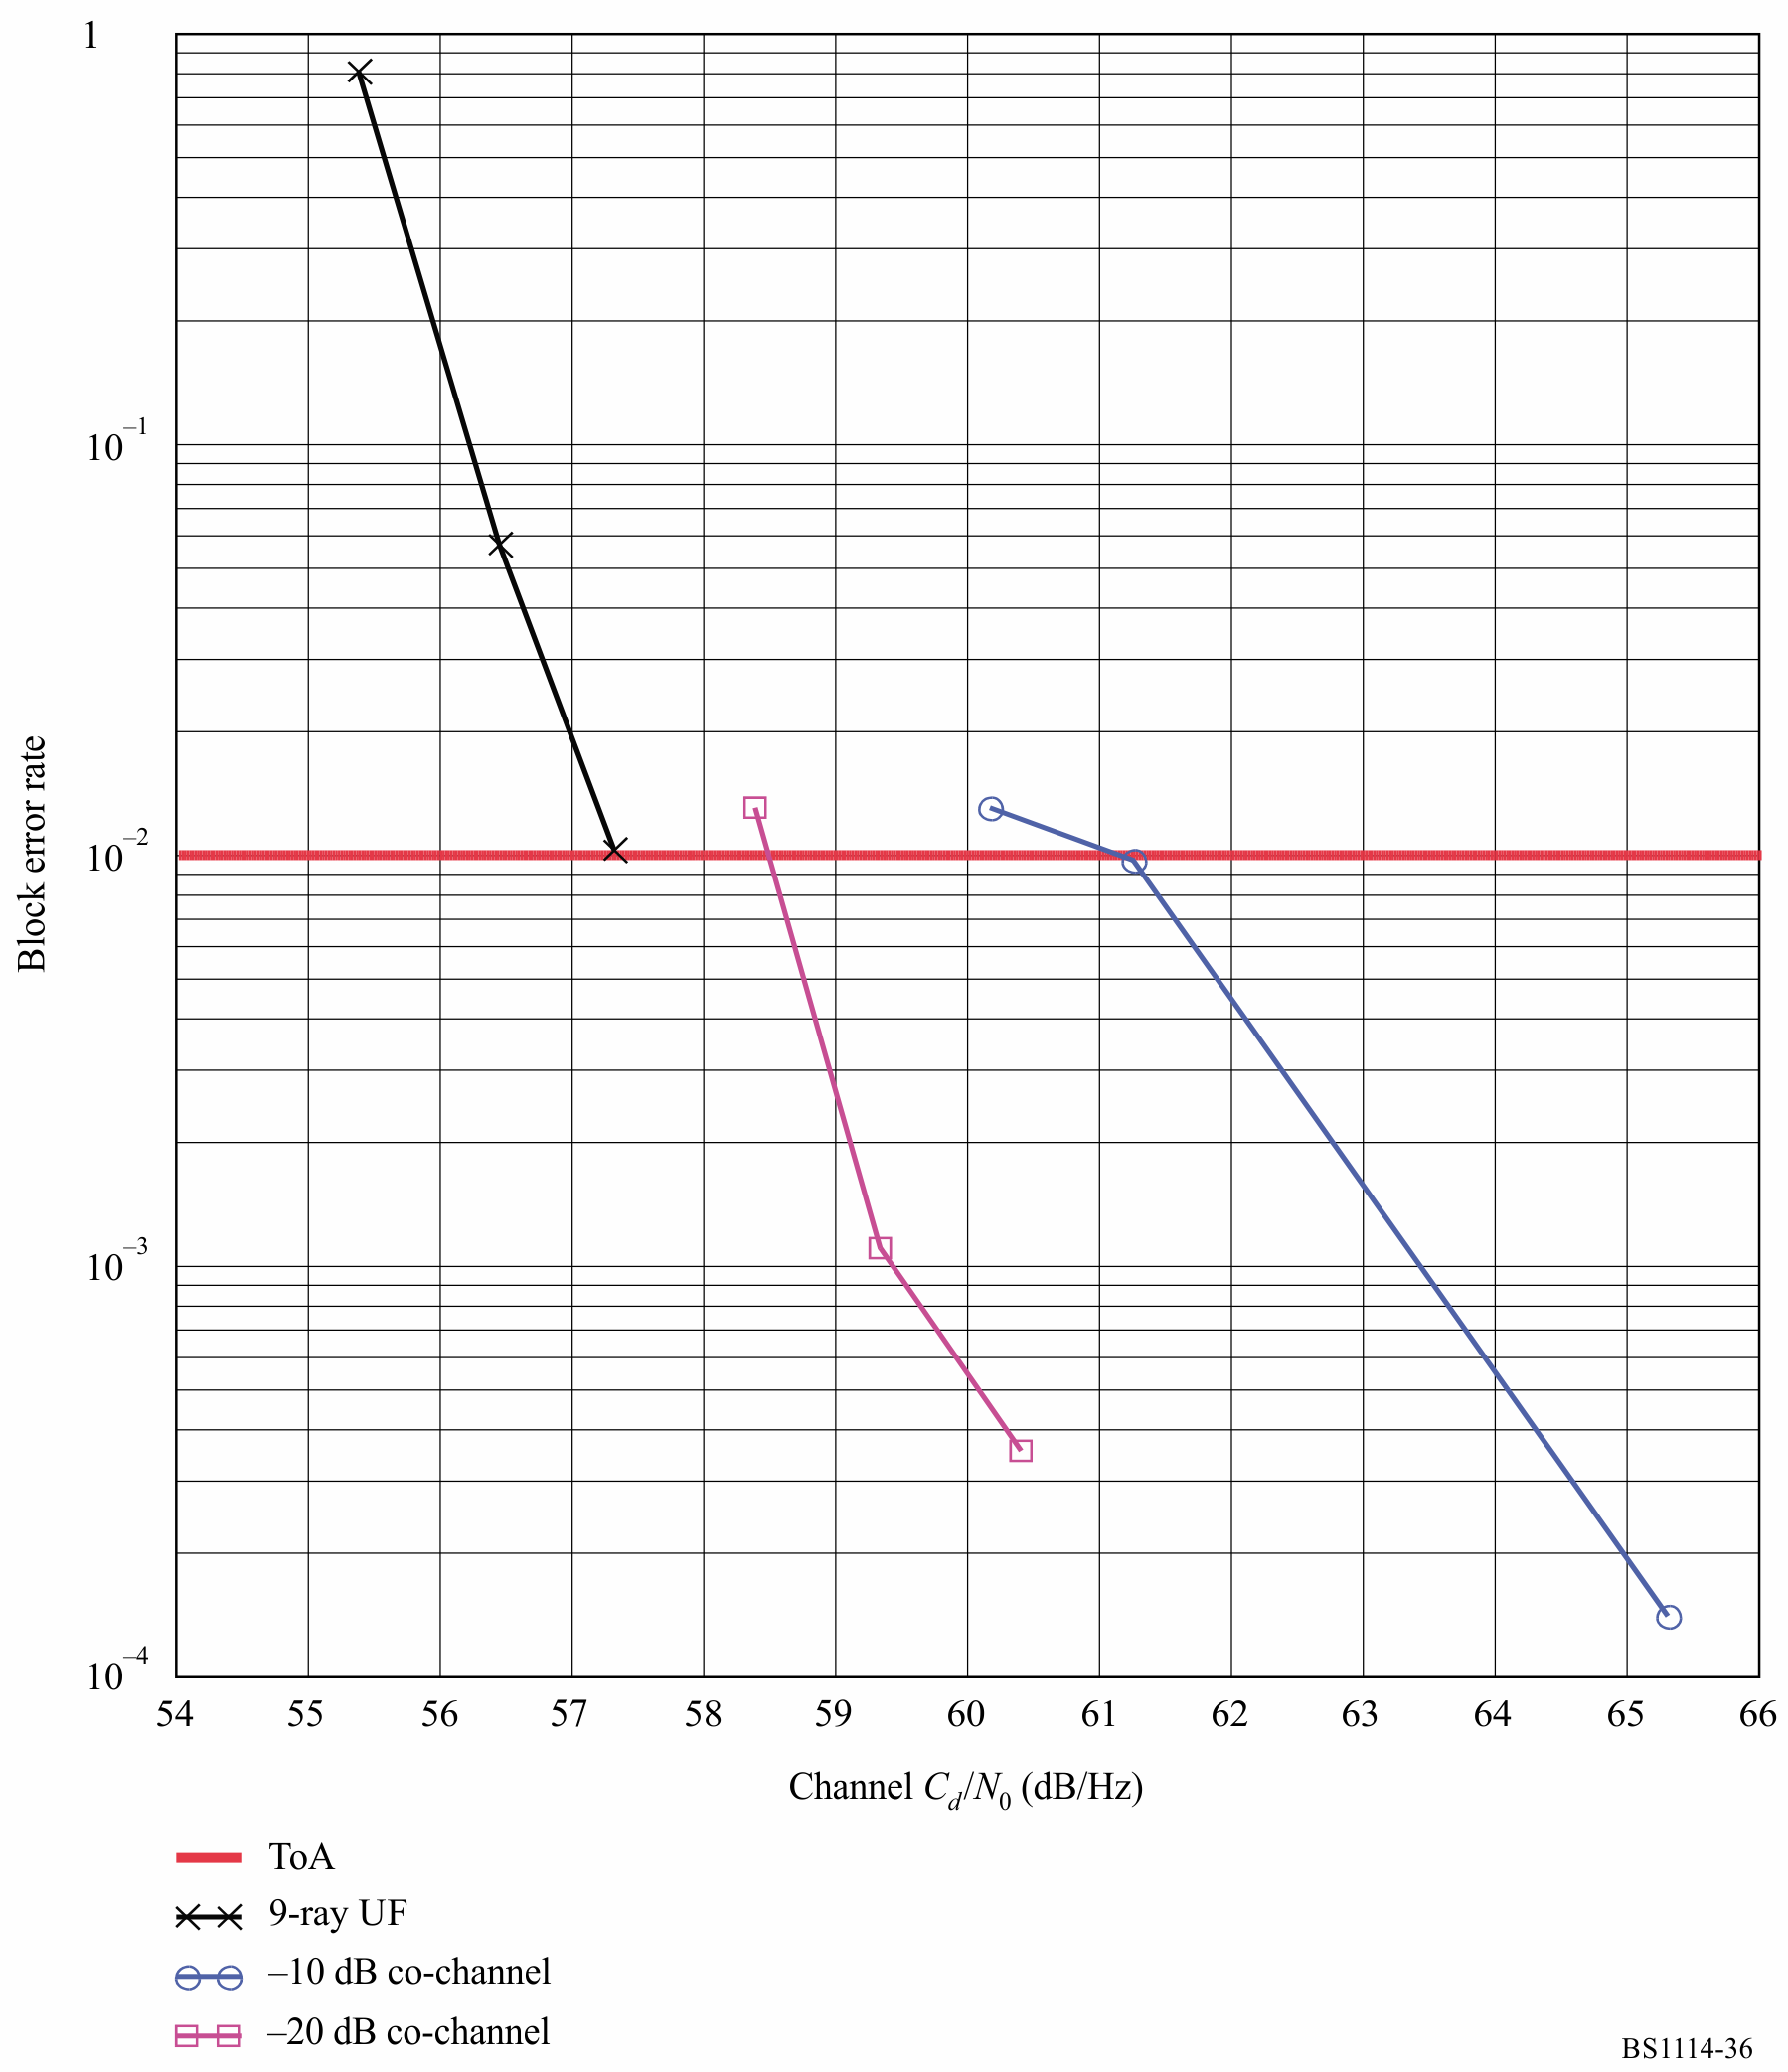 1
10–1
10–2
10–3
10–4
Block error rate
54 55 56 57 58 59 60 61 62 63 64 65 66
Channel Cd/N0 (dB/Hz)
ToA
9-ray UF
–10 dB co-channel
–20 dB co-channel
BS1114-36